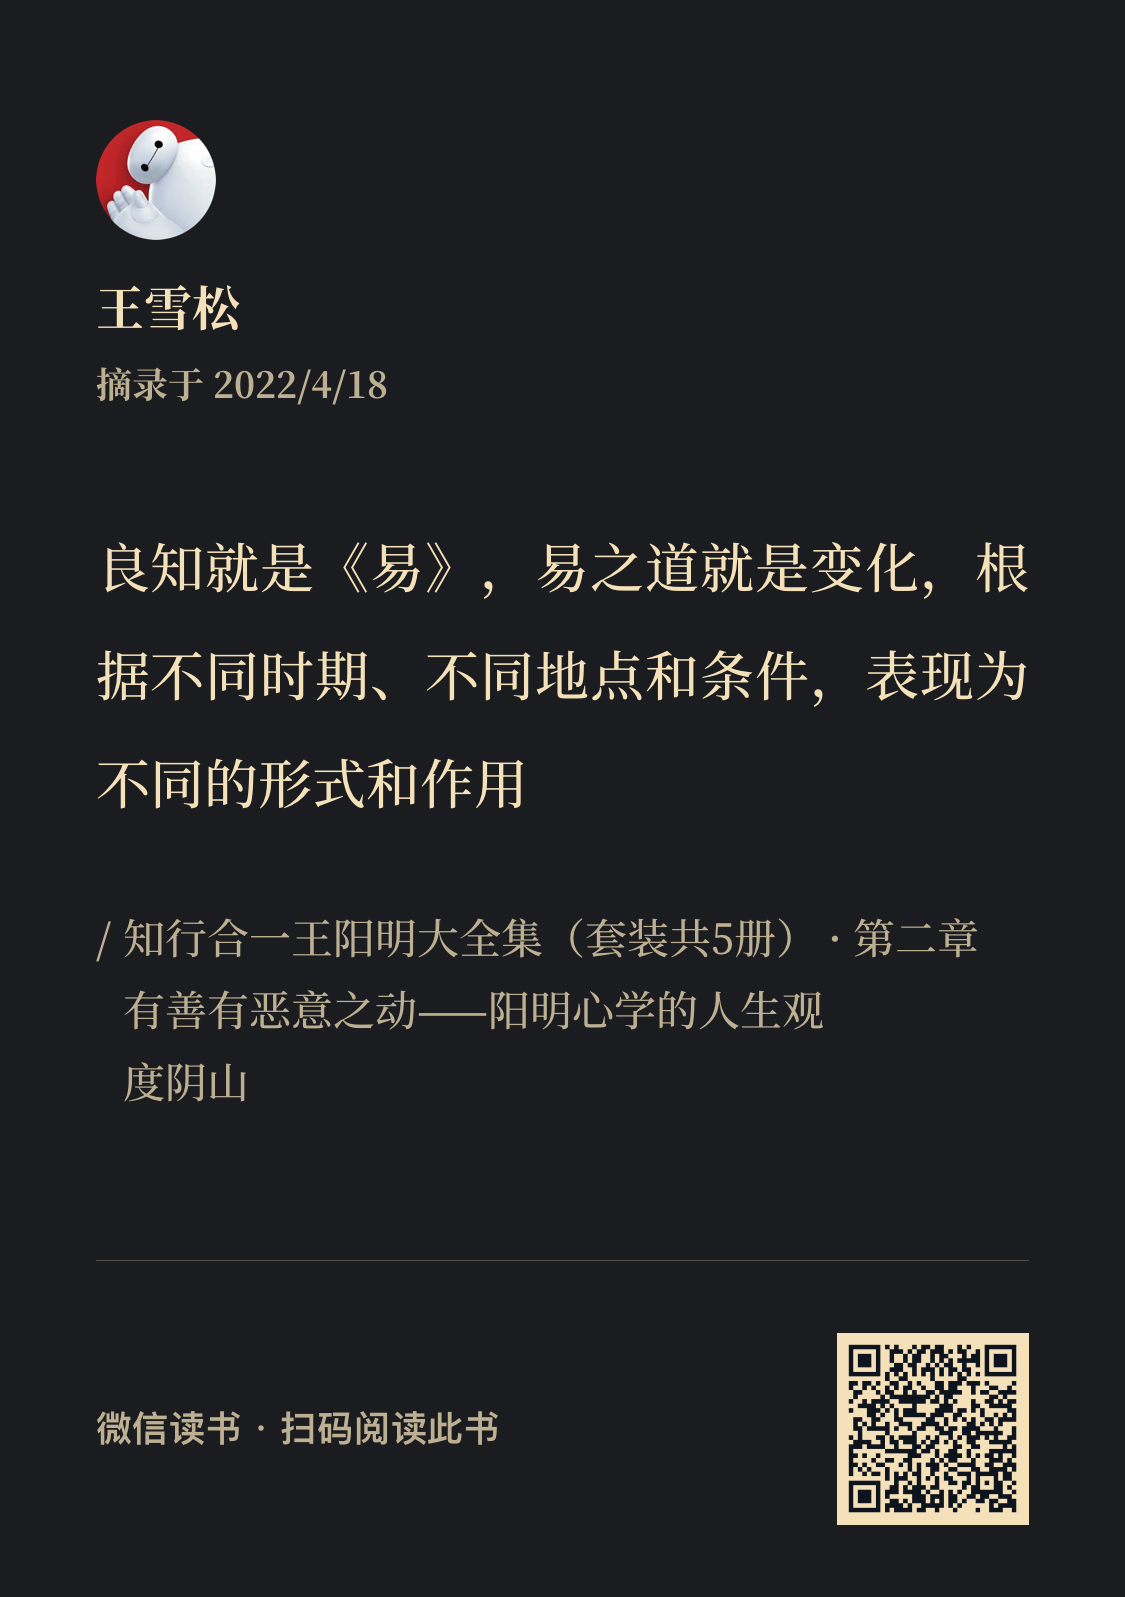 王雪松
摘录于 2022/4/18
良知就是《易》，易之道就是变化，根
据不同时期、不同地点和条件，表现为
不同的形式和作用
/ 知行合一王阳明大全集（套装共5册） · 第二章
有善有恶意之动——阳明心学的人生观
度阴山
微信读书 · 扫码阅读此书